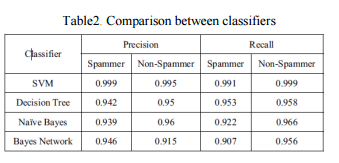 Table2. Comparison between classifiers
Classifier Precision Recall
Spammer Non-Spammer Spammer Non-Spammer
SVM 0.999 0.995 0.991 0.999
Decision Tree 0.942 0.95 0.953 0.958
Naïve Bayes 0.939 0.96 0.922 0.966
Bayes Network 0.946 0.915 0.907 0.956